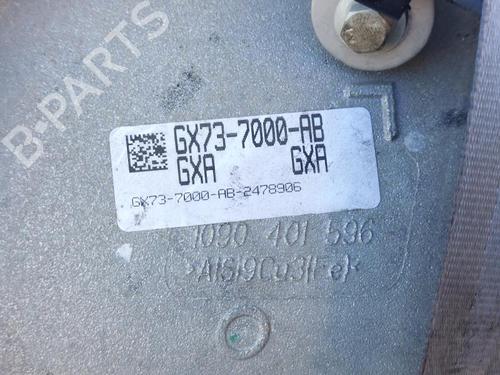 B-PARTS
GX73-7000-AB
GXA GXA
GX73-7000-AB-2478906
1090 401 596
>AlSi9Cu3(Fe)<